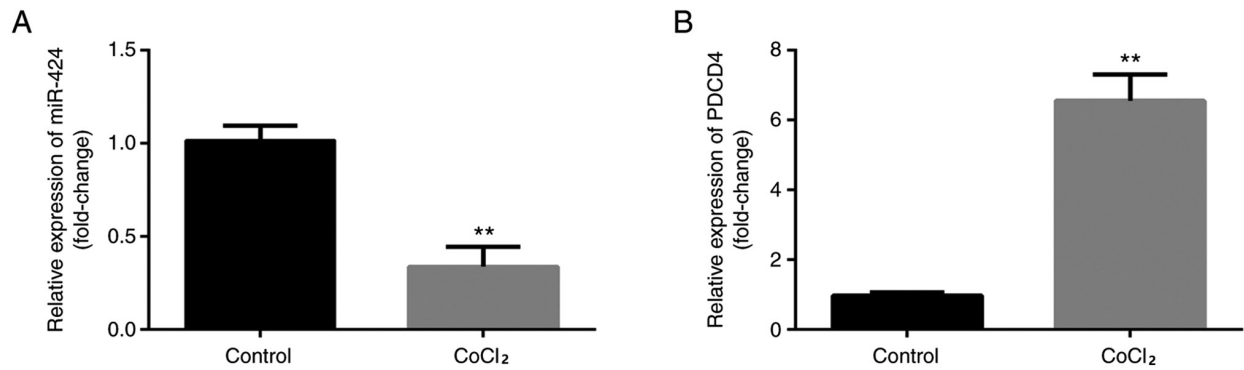 A
Relative expression of miR-424
(fold-change)
1.5
1.0
0.5
0.0
**
Control
CoCl₂
B
Relative expression of PDCD4
(fold-change)
8
6
4
2
0
**
Control
CoCl₂